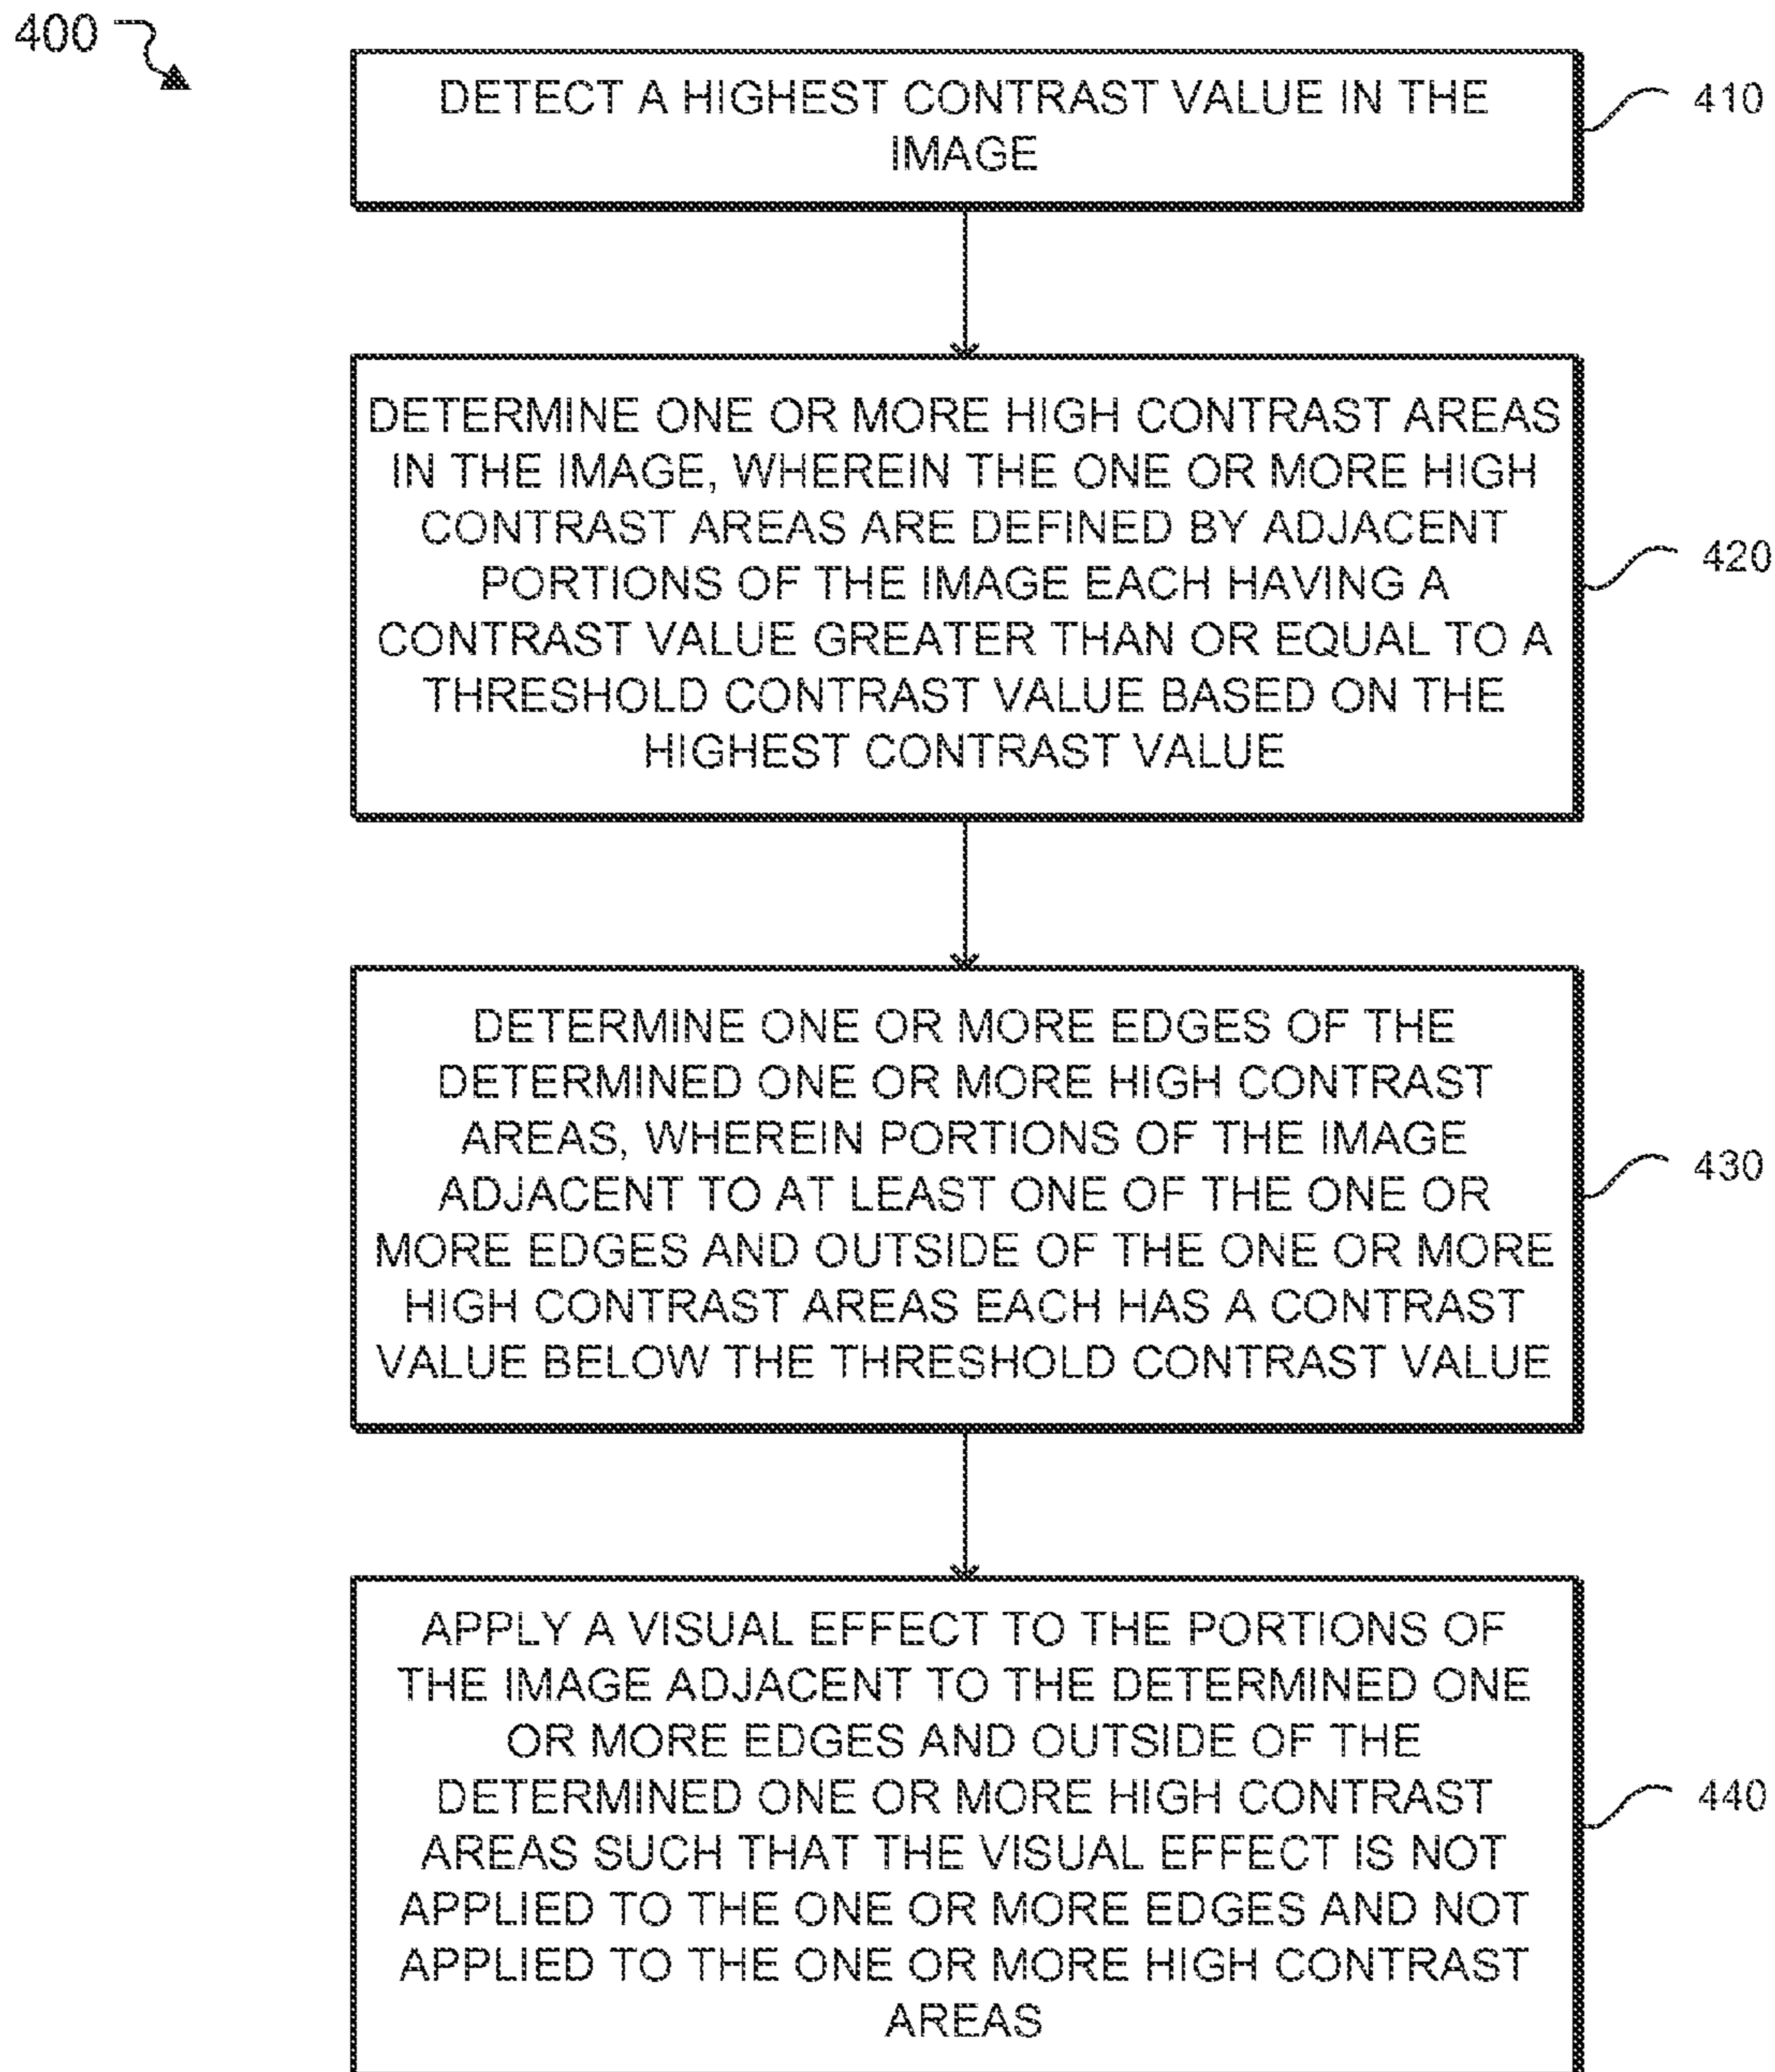 400
DETECT A HIGHEST CONTRAST VALUE IN THE
IMAGE
410
DETERMINE ONE OR MORE HIGH CONTRAST AREAS
IN THE IMAGE, WHEREIN THE ONE OR MORE HIGH
CONTRAST AREAS ARE DEFINED BY ADJACENT
PORTIONS OF THE IMAGE EACH HAVING A
CONTRAST VALUE GREATER THAN OR EQUAL TO A
THRESHOLD CONTRAST VALUE BASED ON THE
HIGHEST CONTRAST VALUE
420
DETERMINE ONE OR MORE EDGES OF THE
DETERMINED ONE OR MORE HIGH CONTRAST
AREAS, WHEREIN PORTIONS OF THE IMAGE
ADJACENT TO AT LEAST ONE OF THE ONE OR
MORE EDGES AND OUTSIDE OF THE ONE OR MORE
HIGH CONTRAST AREAS EACH HAS A CONTRAST
VALUE BELOW THE THRESHOLD CONTRAST VALUE
430
APPLY A VISUAL EFFECT TO THE PORTIONS OF
THE IMAGE ADJACENT TO THE DETERMINED ONE
OR MORE EDGES AND OUTSIDE OF THE
DETERMINED ONE OR MORE HIGH CONTRAST
AREAS SUCH THAT THE VISUAL EFFECT IS NOT
APPLIED TO THE ONE OR MORE EDGES AND NOT
APPLIED TO THE ONE OR MORE HIGH CONTRAST
AREAS
440